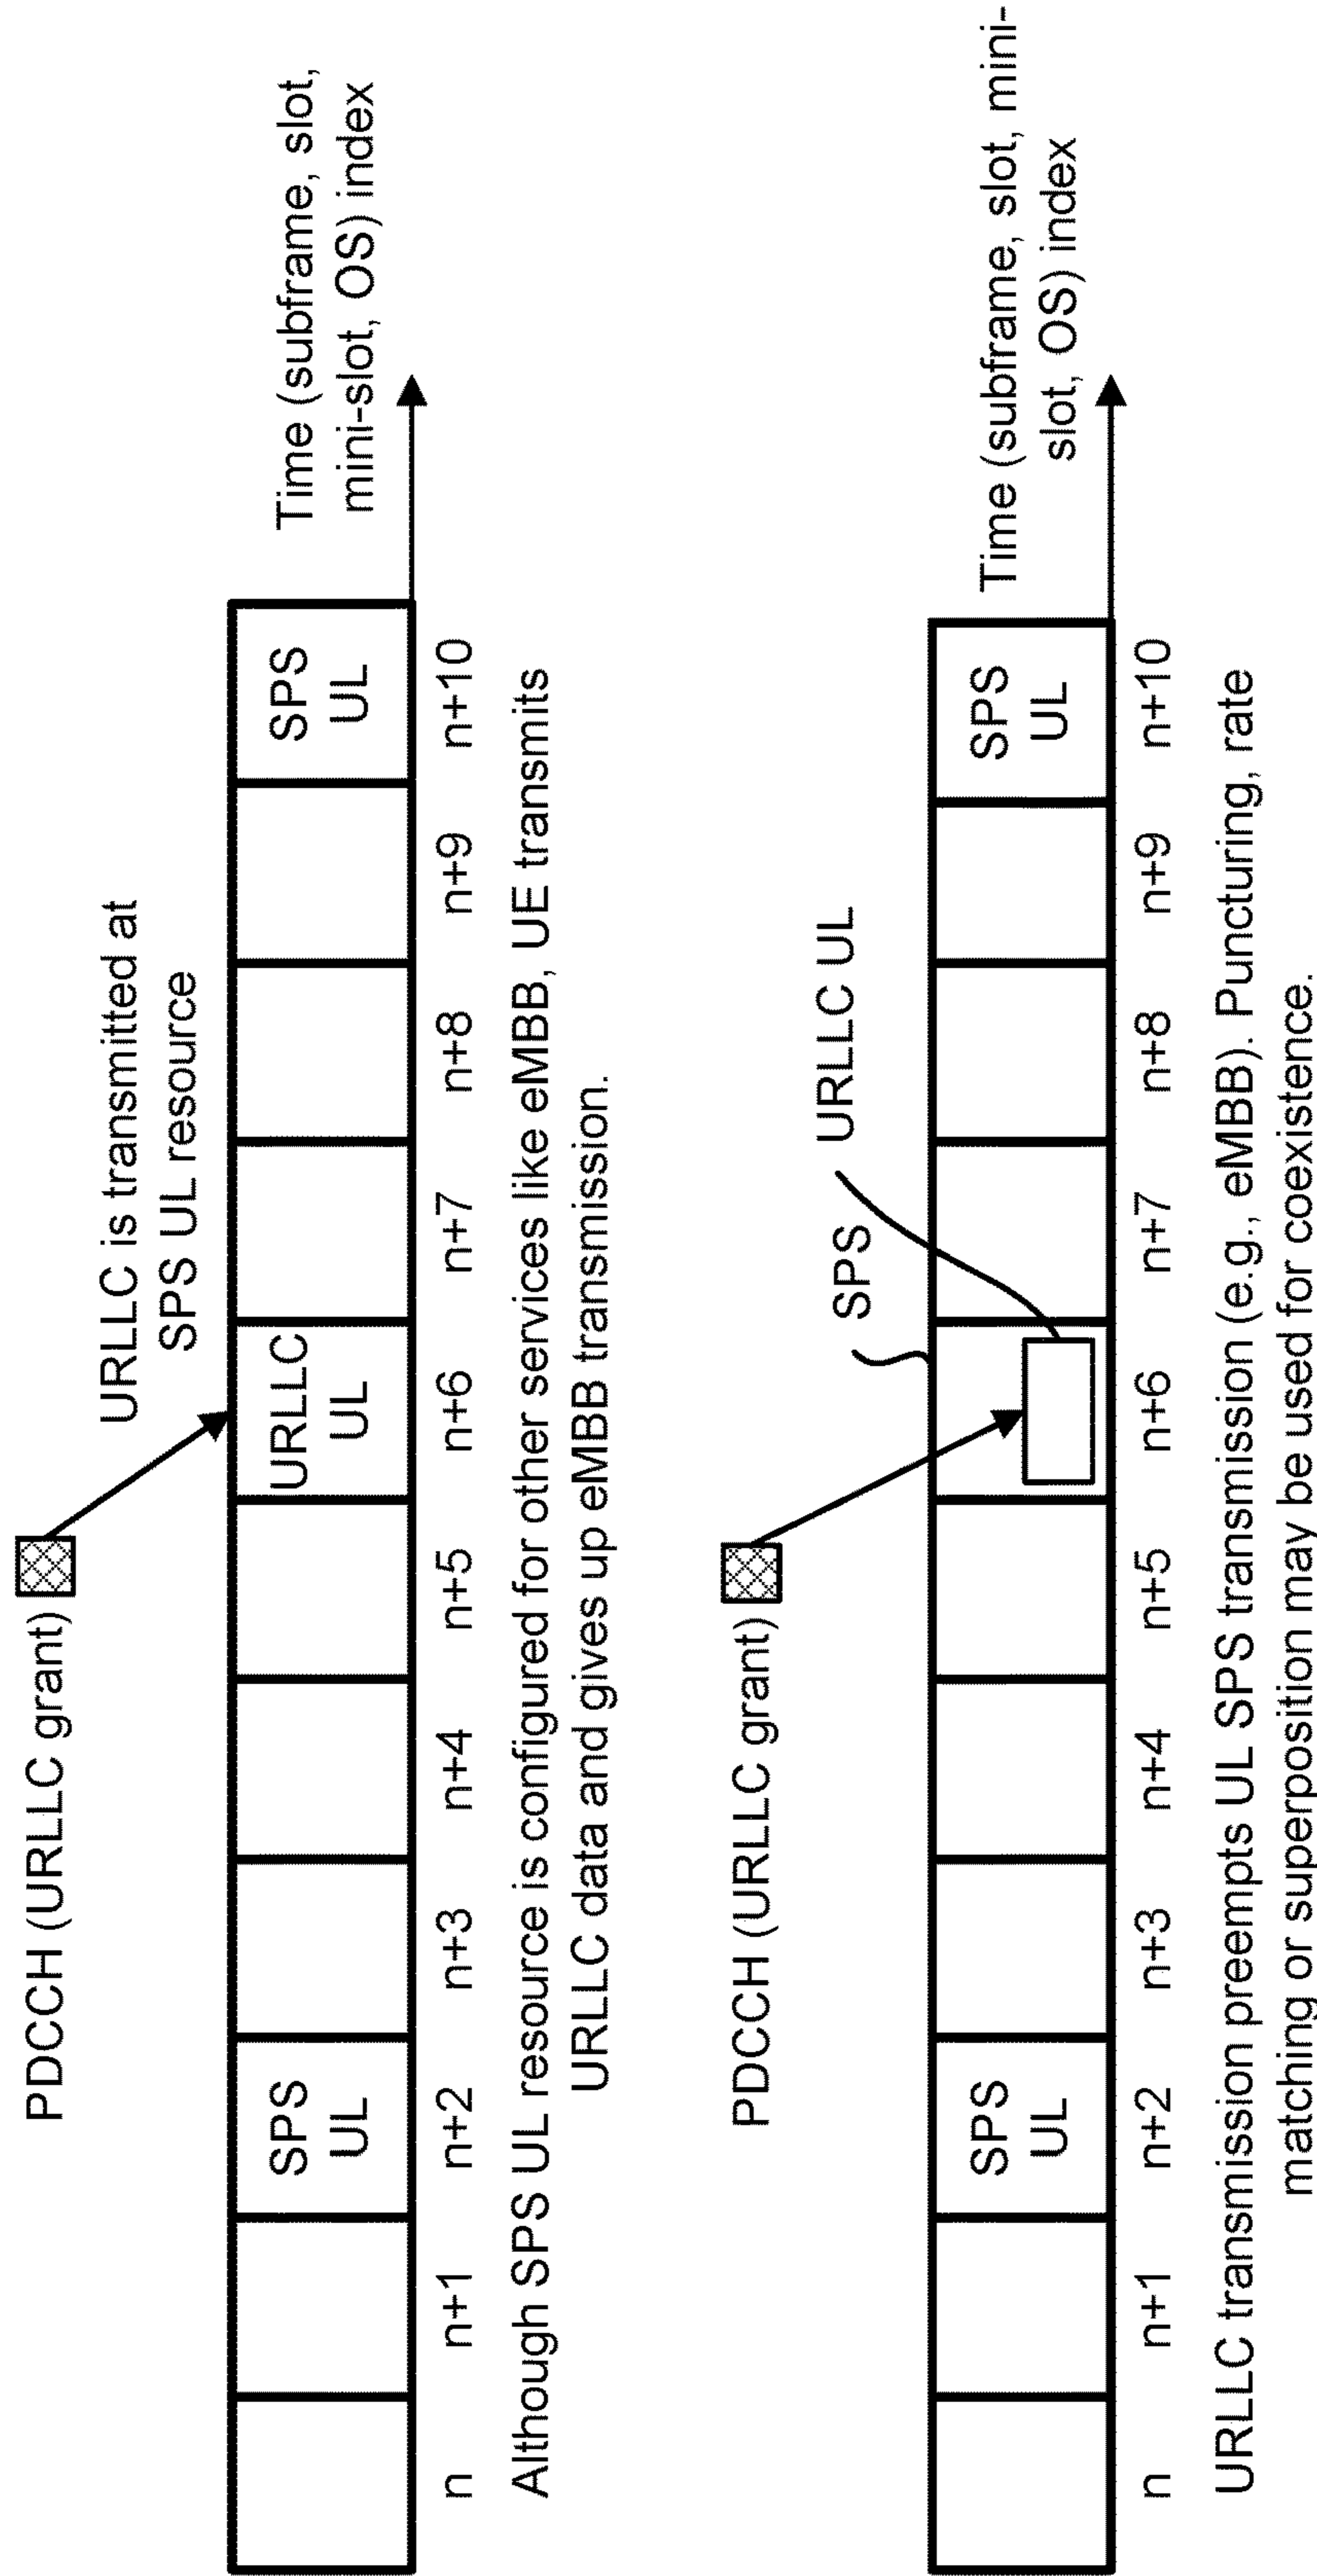 PDCCH (URLLC grant)
URLLC is transmitted at
SPS UL resource
SPS
UL
URLLC
UL
SPS
UL
Time (subframe, slot,
mini-slot, OS) index
n n+1 n+2 n+3 n+4 n+5 n+6 n+7 n+8 n+9 n+10
Although SPS UL resource is configured for other services like eMBB, UE transmits
URLLC data and gives up eMBB transmission.
PDCCH (URLLC grant)
SPS
URLLC UL
SPS
UL
SPS
UL
Time (subframe, slot, mini-
slot, OS) index
n n+1 n+2 n+3 n+4 n+5 n+6 n+7 n+8 n+9 n+10
URLLC transmission preempts UL SPS transmission (e.g., eMBB). Puncturing, rate
matching or superposition may be used for coexistence.